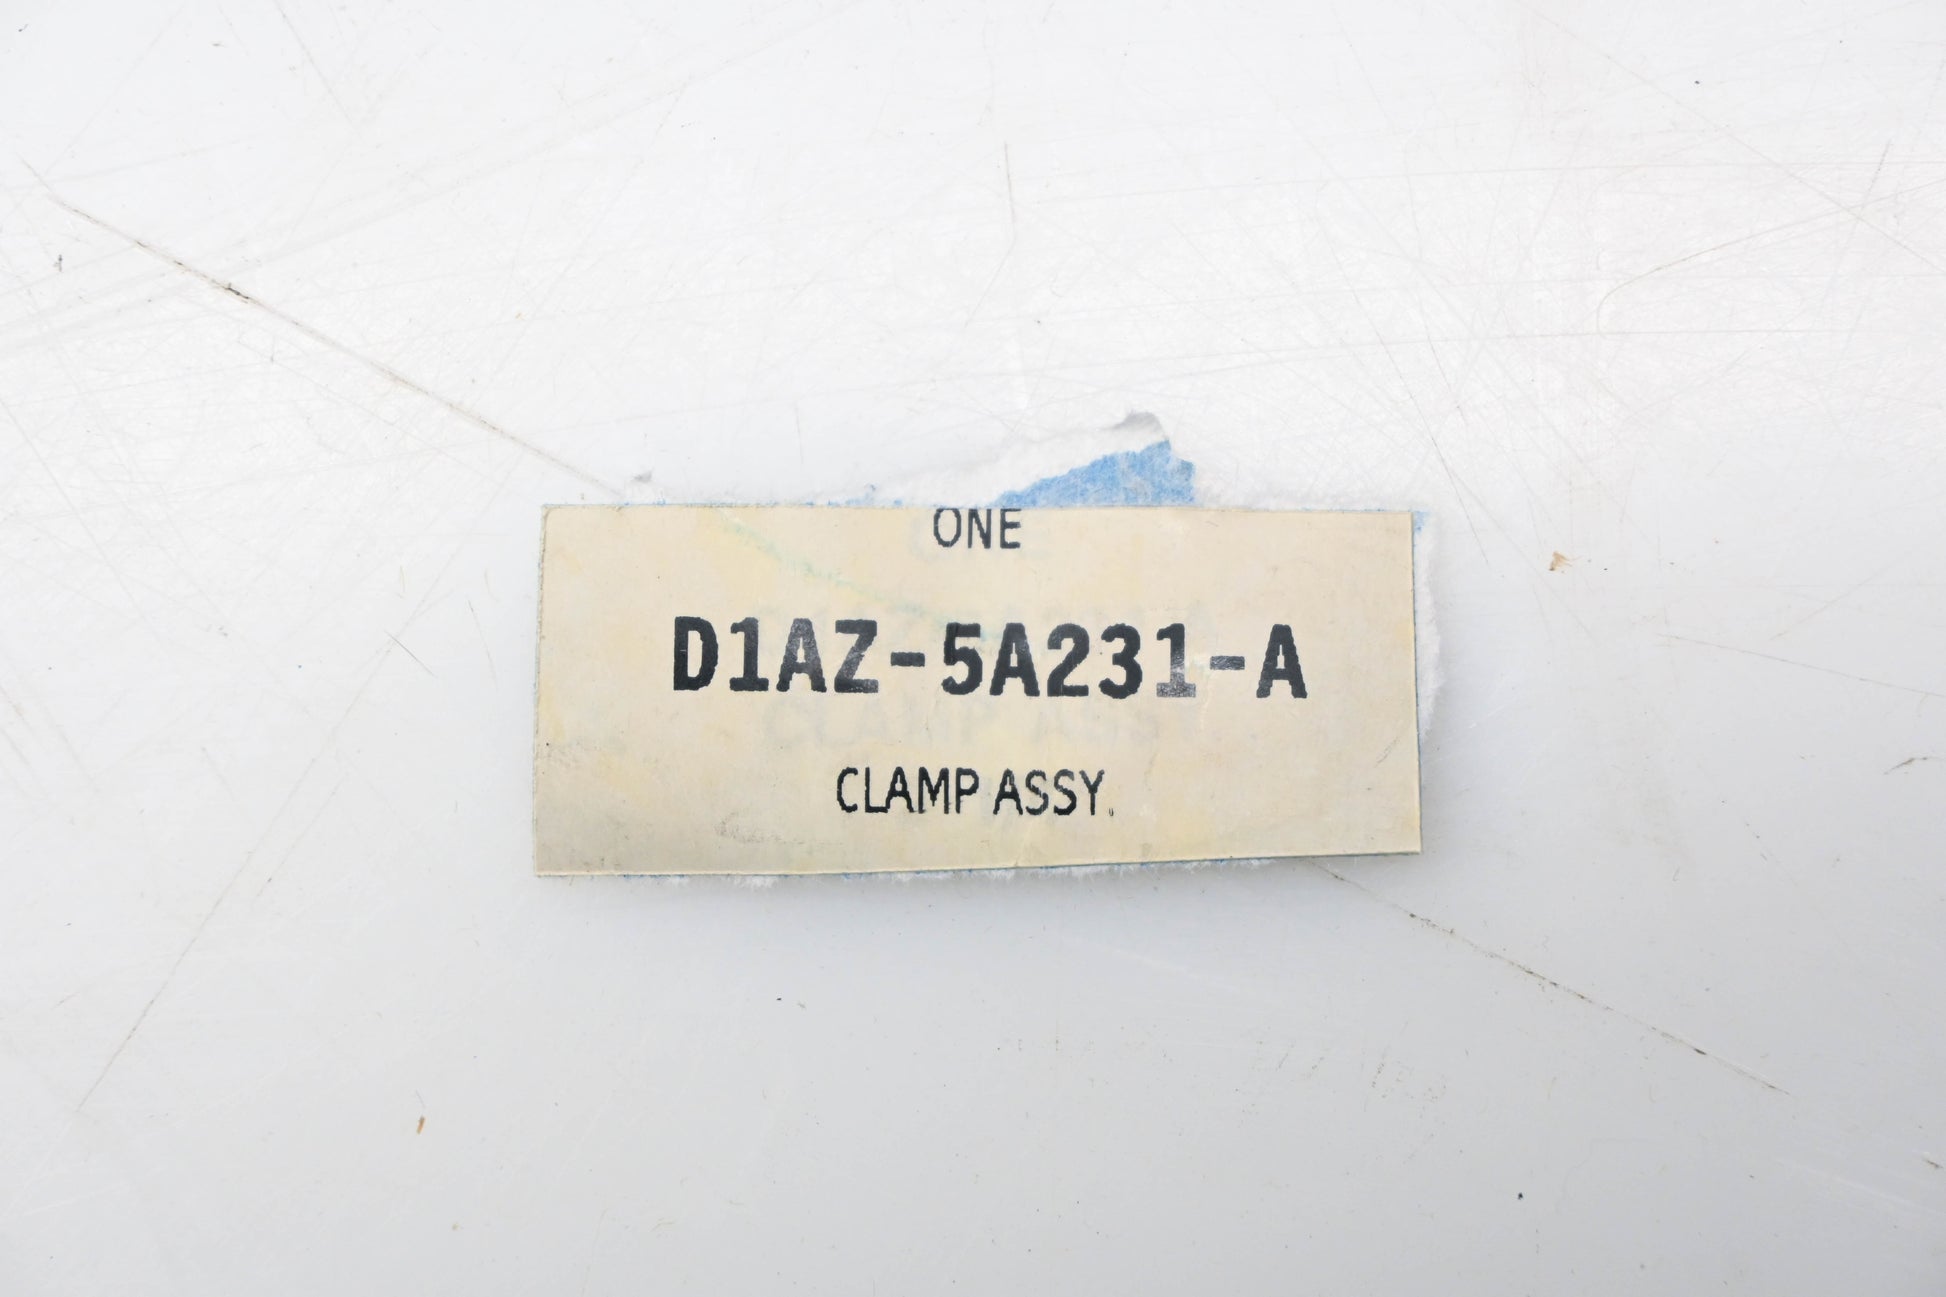 ONE
D1AZ-5A231-A
CLAMP ASSY.